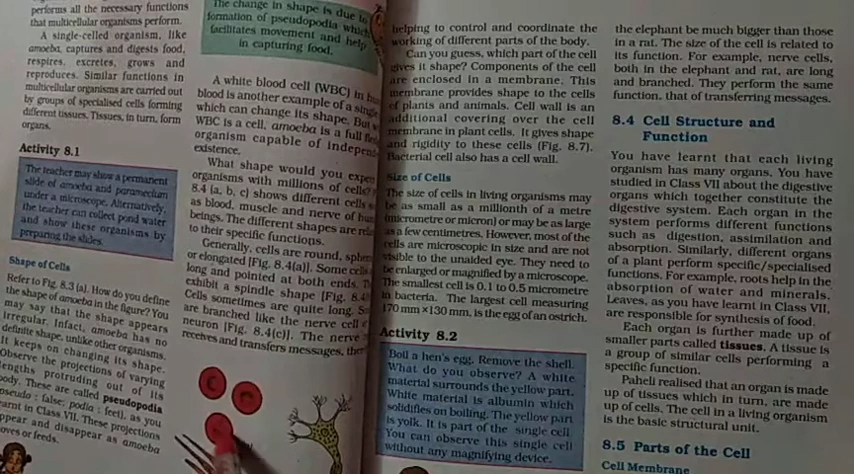 performs all the necessary functions
that multicellular organisms perform.
A single-celled organism, like
amoeba, captures and digests food,
respires, excretes, grows and
reproduces. Similar functions in
multicellular organisms are carried out
by groups of specialised cells forming
different tissues. Tissues, in turn, form
organs.
Activity 8.1
The teacher may show a permanent
slide of amoeba and paramecium
under a microscope. Alternatively,
the teacher can collect pond water
and show these organisms by
preparing the slides.
Shape of Cells
Refer to Fig. 8.3 (a). How do you define
the shape of amoeba in the figure? You
may say that the shape appears
irregular. Infact, amoeba has no
definite shape, unlike other organisms.
It keeps on changing its shape.
Observe the projections of varying
lengths protruding out of its
body. These are called pseudopodia
pseudo : false; podia : feet), as you
learnt in Class VII. These projections
appear and disappear as amoeba
moves or feeds.
The change in shape is due to
formation of pseudopodia which
facilitates movement and help
in capturing food.
A white blood cell (WBC) in
blood is another example of a single
which can change its shape. But
WBC is a cell, amoeba is a full
organism capable of
existence.
What shape would you
organisms with millions of cells?
8.4 (a, b, c) shows different cells
as blood, muscle and nerve of
beings. The different shapes are
to their specific functions.
Generally, cells are round,
or elongated [Fig. 8.4(a)]. Some cells
long and pointed at both ends.
exhibit a spindle shape [Fig.
Cells sometimes are quite long.
are branched like the nerve cell
neuron [Fig. 8.4(c)]. The nerve
receives and transfers messages,
helping to control and coordinate the
working of different parts of the body.
Can you guess, which part of the cell
gives it shape? Components of the cell
are enclosed in a membrane. This
membrane provides shape to the cells
of plants and animals. Cell wall is an
additional covering over the cell
membrane in plant cells. It gives shape
and rigidity to these cells (Fig. 8.7).
Bacterial cell also has a cell wall.
Size of Cells
The size of cells in living organisms may
be as small as a millionth of a metre
(micrometre or micron) or may be as large
as a few centimetres. However, most of the
cells are microscopic in size and are not
visible to the unaided eye. They need to
be enlarged or magnified by a microscope.
The smallest cell is 0.1 to 0.5 micrometre
in bacteria. The largest cell measuring
170 mm ×130 mm, is the egg of an ostrich.
Activity 8.2
Boil a hen's egg. Remove the shell.
What do you observe? A white
material surrounds the yellow part.
White material is albumin which
solidifies on boiling. The yellow part
is yolk. It is part of the single cell.
You can observe this single cell
without any magnifying device.
the elephant be much bigger than those
in a rat. The size of the cell is related to
its function. For example, nerve cells,
both in the elephant and rat, are long
and branched. They perform the same
function, that of transferring messages.
8.4 Cell Structure and
Function
You have learnt that each living
organism has many organs. You have
studied in Class VII about the digestive
organs which together constitute the
digestive system. Each organ in the
system performs different functions
such as digestion, assimilation and
absorption. Similarly, different organs
of a plant perform specific/specialised
functions. For example, roots help in the
absorption of water and minerals.
Leaves, as you have learnt in Class VII,
are responsible for synthesis of food.
Each organ is further made up of
smaller parts called tissues. A tissue is
a group of similar cells performing a
specific function.
Paheli realised that an organ is made
up of tissues which in turn, are made
up of cells. The cell in a living organism
is the basic structural unit.
8.5 Parts of the Cell
Cell Membrane